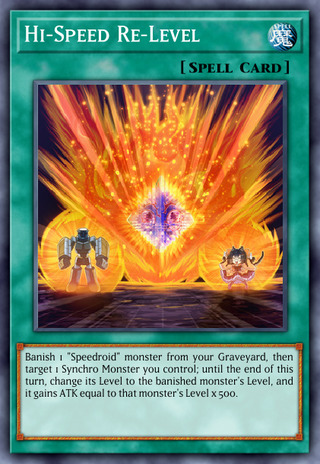 Hi-Speed Re-Level
魔
[ Spell Card ]
Banish 1 "Speedroid" monster from your Graveyard, then
target 1 Synchro Monster you control; until the end of this
turn, change its Level to the banished monster's Level, and
it gains ATK equal to that monster's Level x 500.